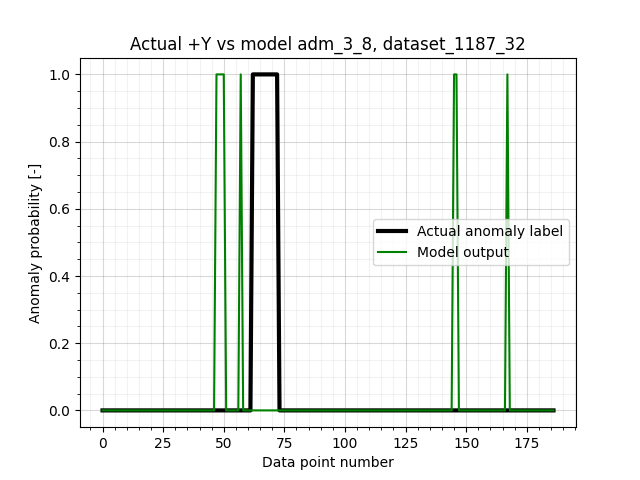 Actual +Y vs model adm_3_8, dataset_1187_32
1.0
0.8
0.6
0.4
0.2
0.0
Anomaly probability [-]
Actual anomaly label
Model output
0 25 50 75 100 125 150 175
Data point number